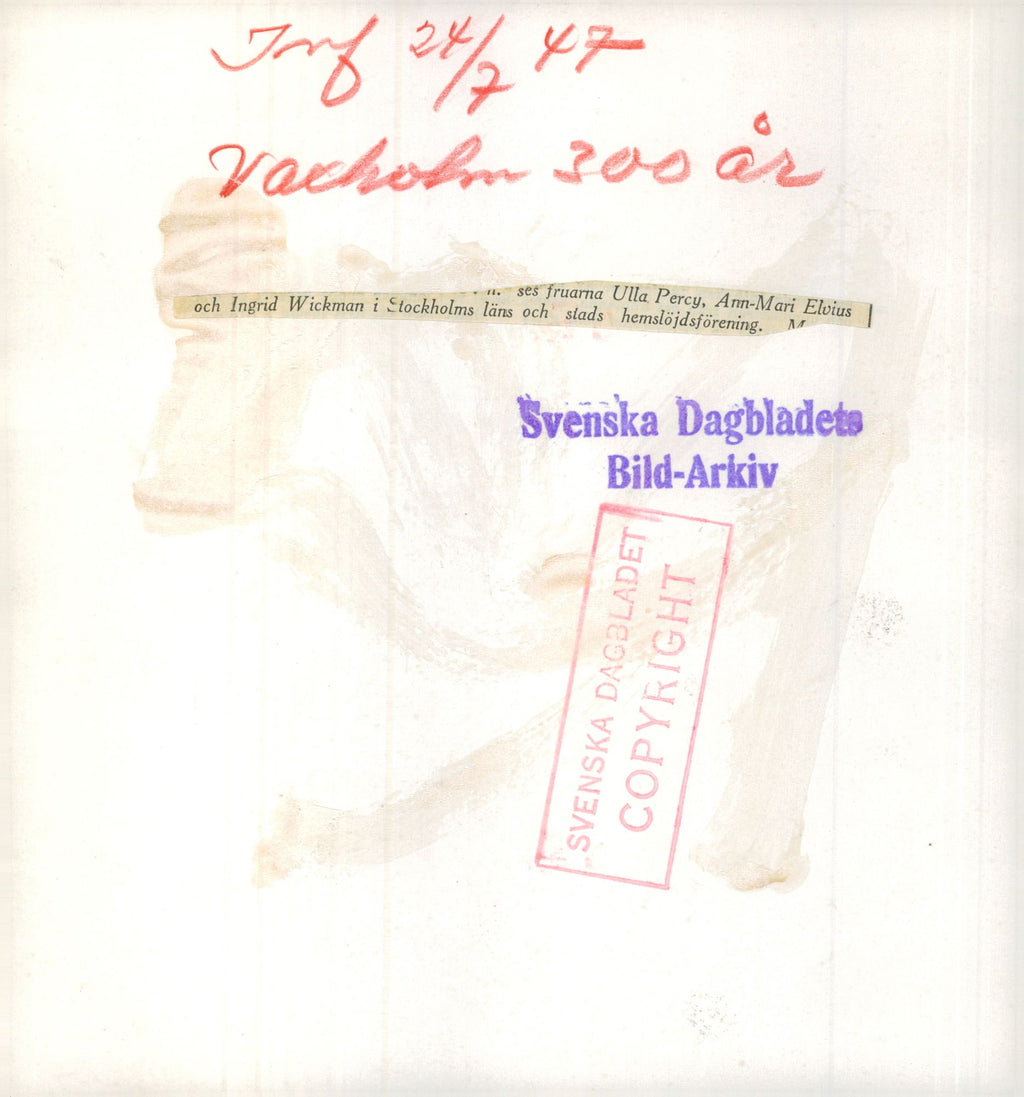 Inf 24/7 47
Vaxholm 300 år
ses fruarna Ulla Percy, Ann-Mari Elvius
och Ingrid Wickman i Stockholms läns och stads hemslöjdsförening.
Svenska Dagbladets
Bild-Arkiv
SVENSKA DAGBLADET
COPYRIGHT